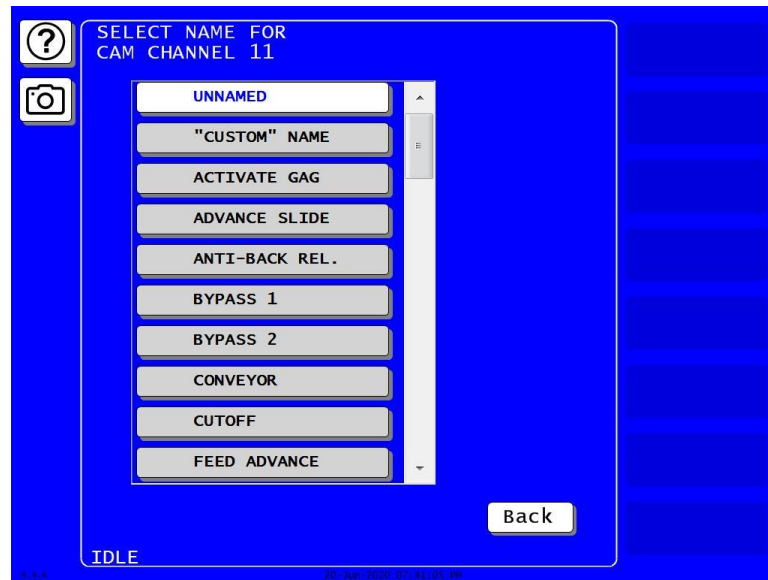 SELECT NAME FOR
CAM CHANNEL 11
UNNAMED
"CUSTOM" NAME
ACTIVATE GAG
ADVANCE SLIDE
ANTI-BACK REL.
BYPASS 1
BYPASS 2
CONVEYOR
CUTOFF
FEED ADVANCE
Back
IDLE